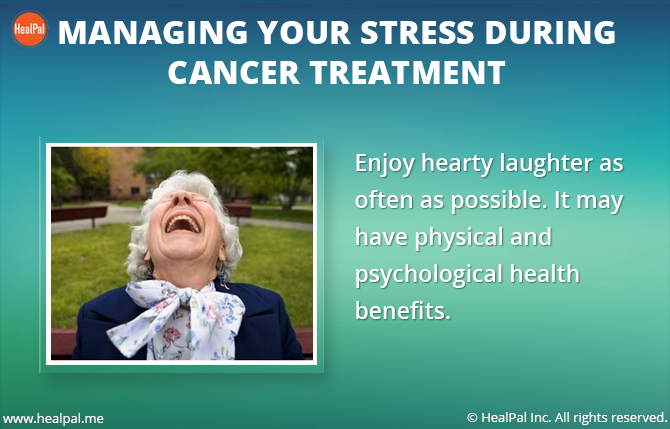 HealPal
MANAGING YOUR STRESS DURING
CANCER TREATMENT
Enjoy hearty laughter as
often as possible. It may
have physical and
psychological health
benefits.
www.healpal.me
© HealPal Inc. All rights reserved.